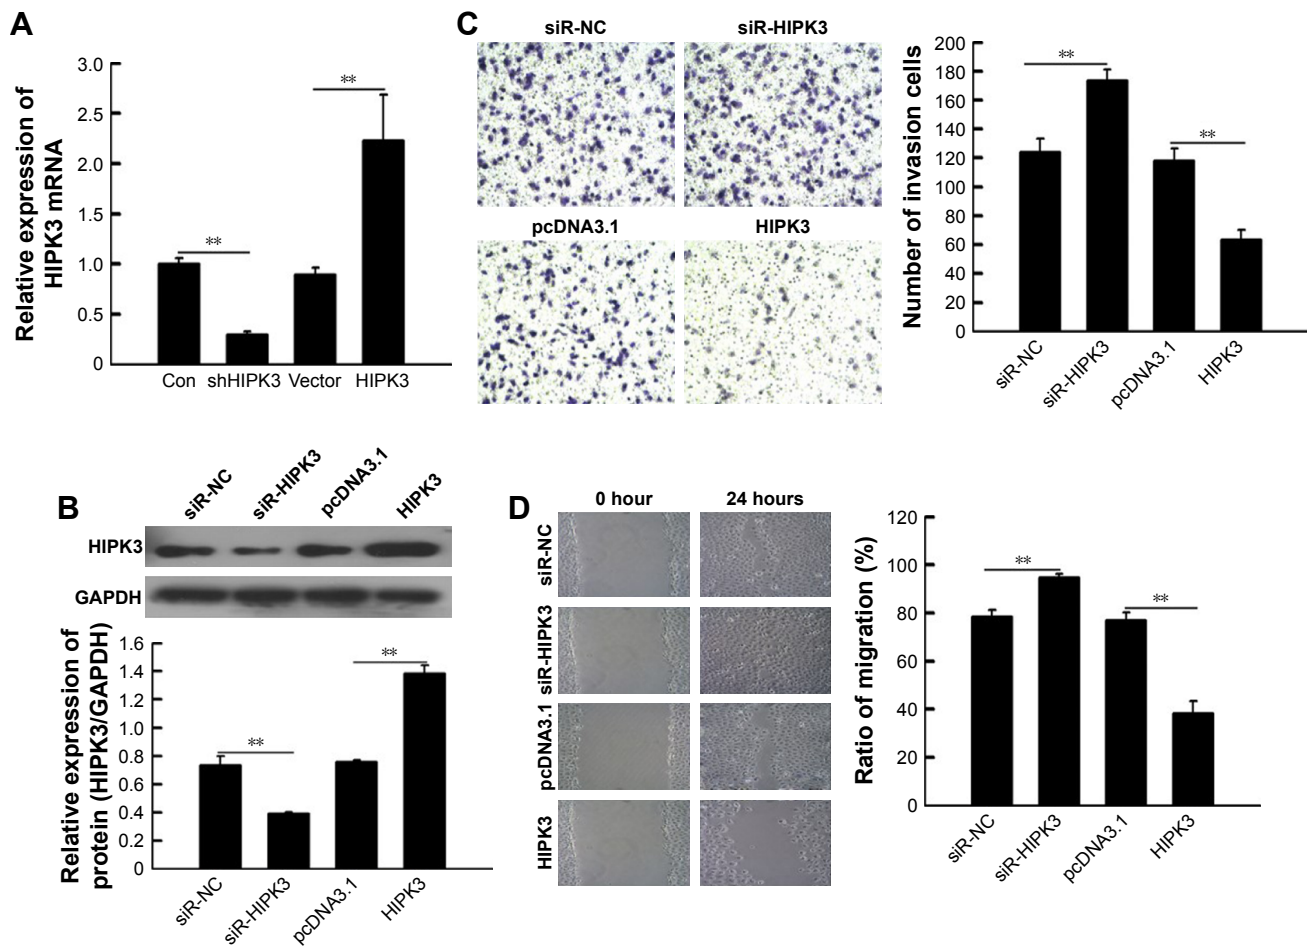 A
Relative expression of
HIPK3 mRNA
3.0
2.5
2.0
1.5
1.0
0.5
0
**
**
Con shHIPK3 Vector HIPK3
C
siR-NC siR-HIPK3
pcDNA3.1 HIPK3
Number of invasion cells
200
180
160
140
120
100
80
60
40
20
0
**
**
siR-NC
siR-HIPK3
pcDNA3.1
HIPK3
B
siR-NC
siR-HIPK3
pcDNA3.1
HIPK3
HIPK3
GAPDH
Relative expression of
protein (HIPK3/GAPDH)
1.6
1.4
1.2
1.0
0.8
0.6
0.4
0.2
0
**
**
siR-NC
siR-HIPK3
pcDNA3.1
HIPK3
D
0 hour 24 hours
siR-NC
siR-HIPK3
pcDNA3.1
HIPK3
Ratio of migration (%)
120
100
80
60
40
20
0
**
**
siR-NC
siR-HIPK3
pcDNA3.1
HIPK3